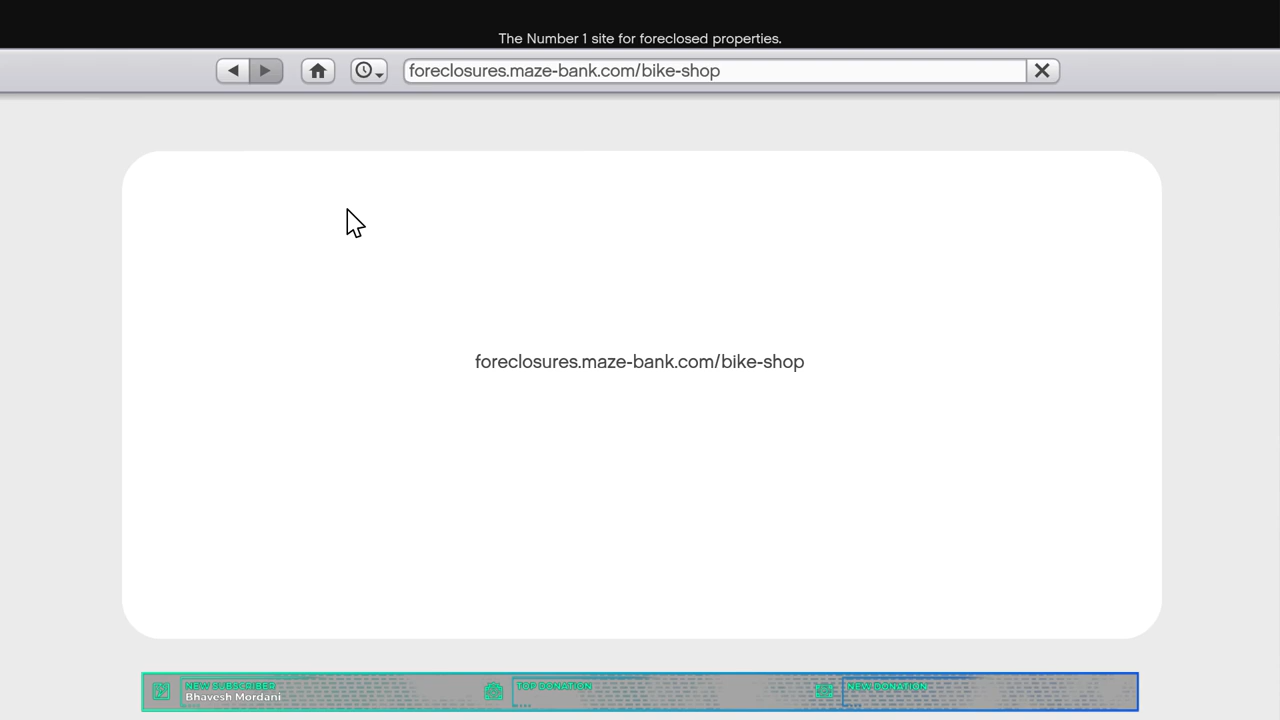 The Number 1 site for foreclosed properties.
foreclosures.maze-bank.com/bike-shop
foreclosures.maze-bank.com/bike-shop
NEW SUBSCRIBER
Bhavesh Mordani
TOP DONATION
NEW DONATION